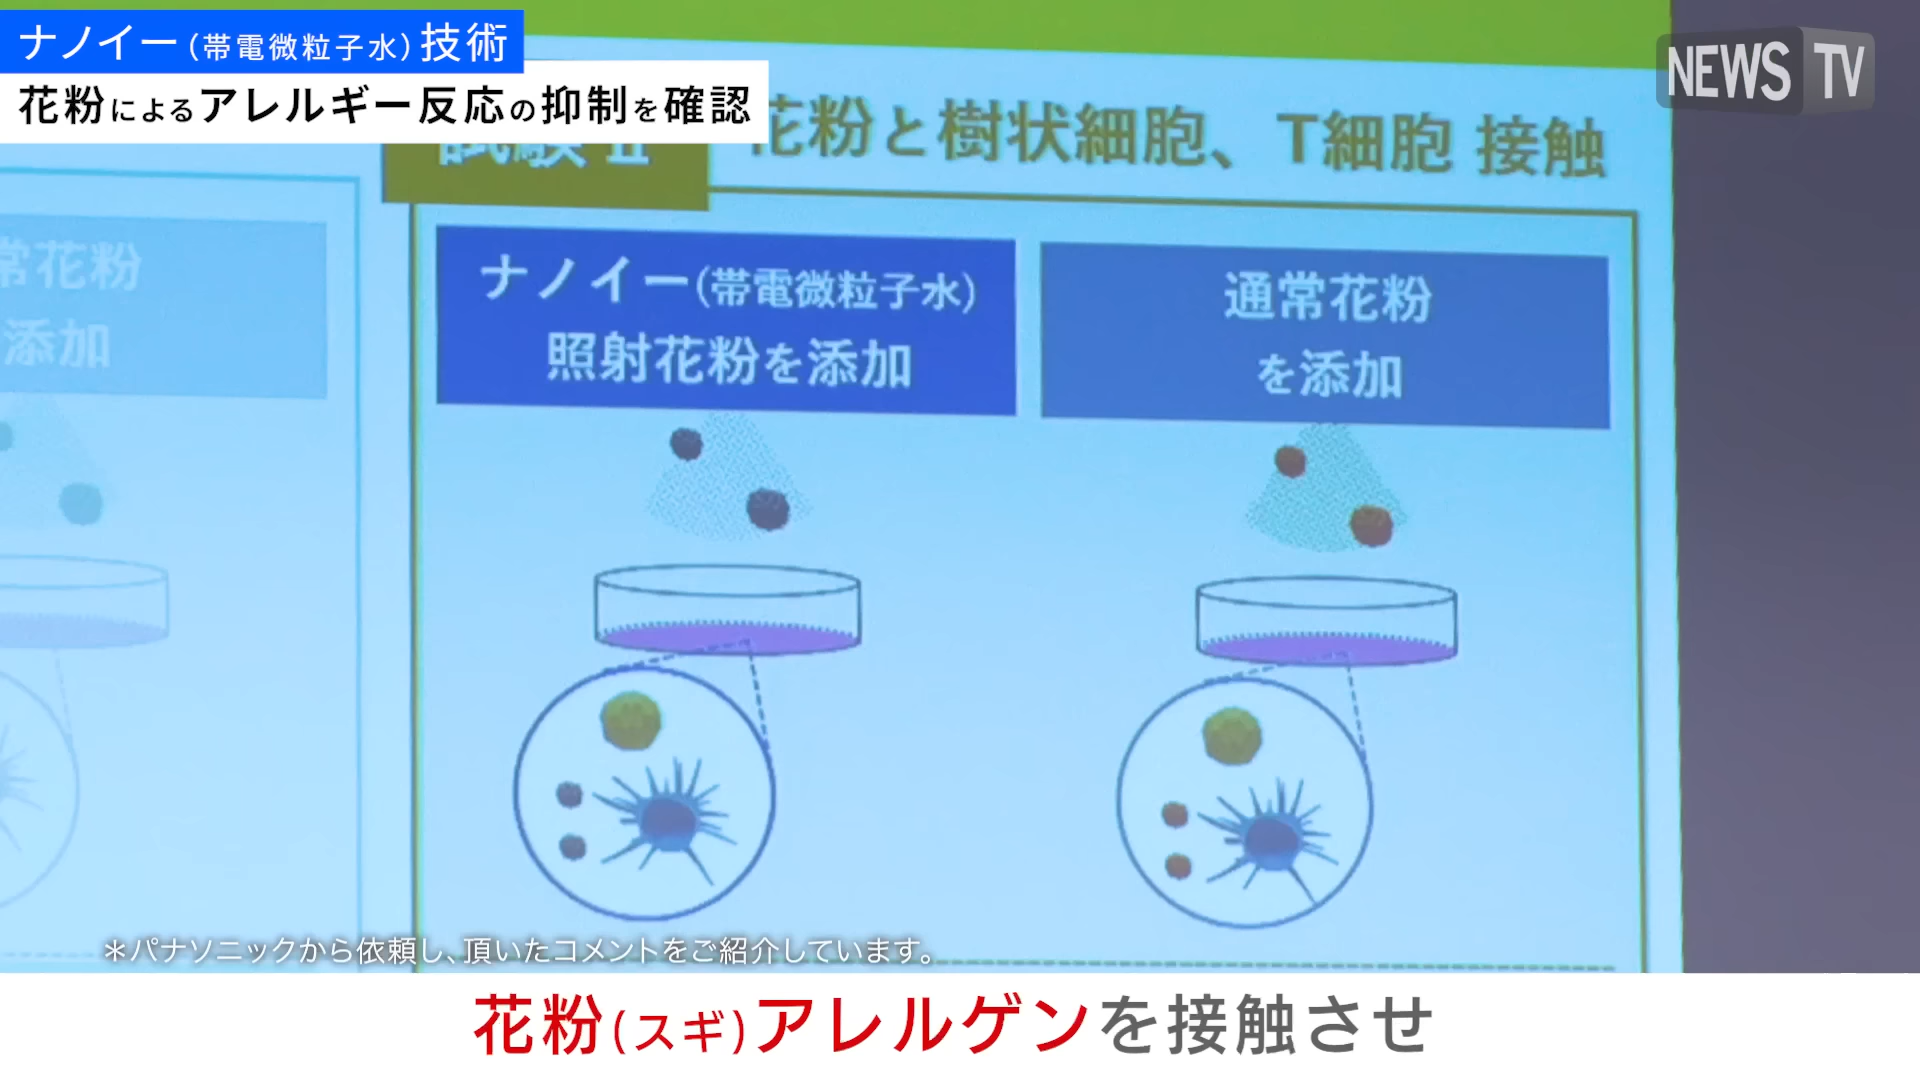 ナノイー(帯電微粒子水)技術
花粉によるアレルギー反応の抑制を確認
NEWS TV
試験 II
花粉と樹状細胞、T細胞 接触
常花粉
添加
ナノイー(帯電微粒子水)
照射花粉を添加
通常花粉
を添加
*パナソニックから依頼し、頂いたコメントをご紹介しています。
花粉(スギ)アレルゲンを接触させ